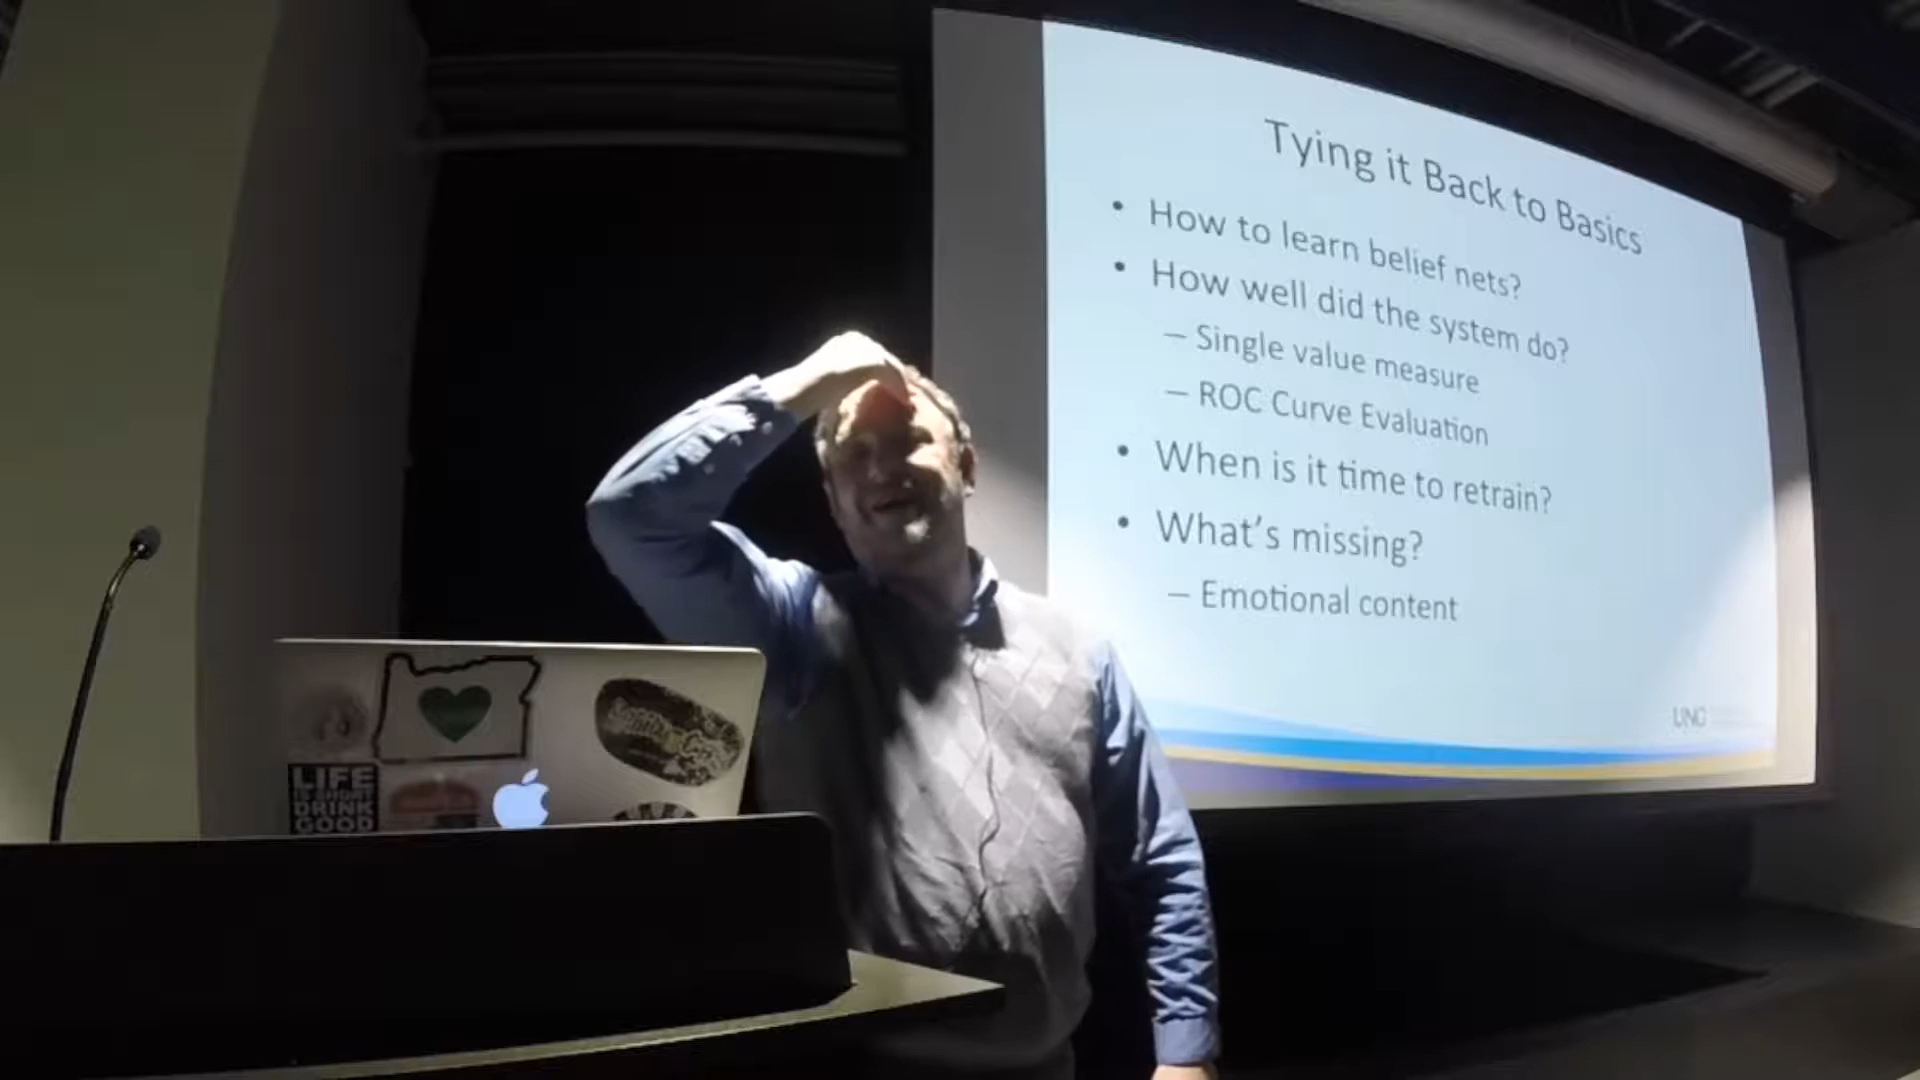 Tying it Back to Basics
• How to learn belief nets?
• How well did the system do?
– Single value measure
– ROC Curve Evaluation
• When is it time to retrain?
• What's missing?
– Emotional content
UNG
LIFE
IS SHORT
DRINK
GOOD